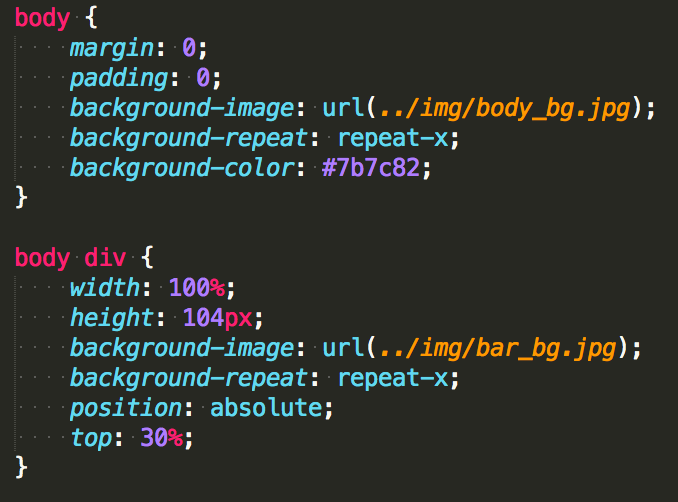 body {
    margin: 0;
    padding: 0;
    background-image: url(../img/body_bg.jpg);
    background-repeat: repeat-x;
    background-color: #7b7c82;
}

body div {
    width: 100%;
    height: 104px;
    background-image: url(../img/bar_bg.jpg);
    background-repeat: repeat-x;
    position: absolute;
    top: 30%;
}